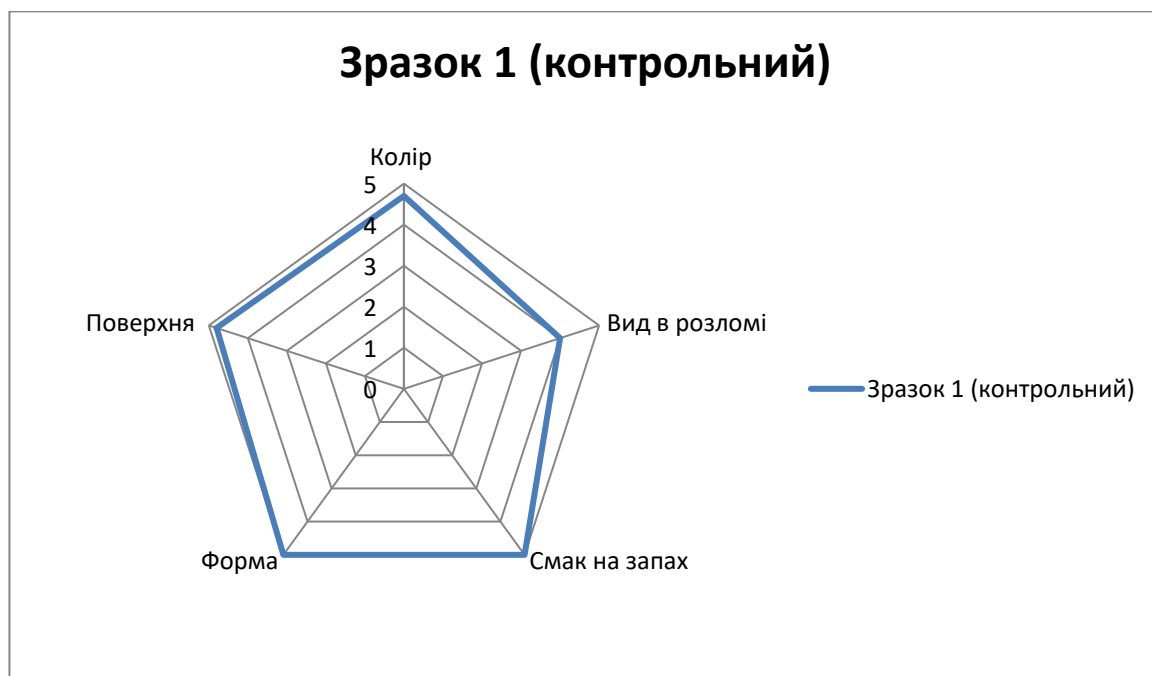 Зразок 1 (контрольний)
Колір
5
4
3
2
1
0
Вид в розломі
Смак на запах
Форма
Поверхня
Зразок 1 (контрольний)